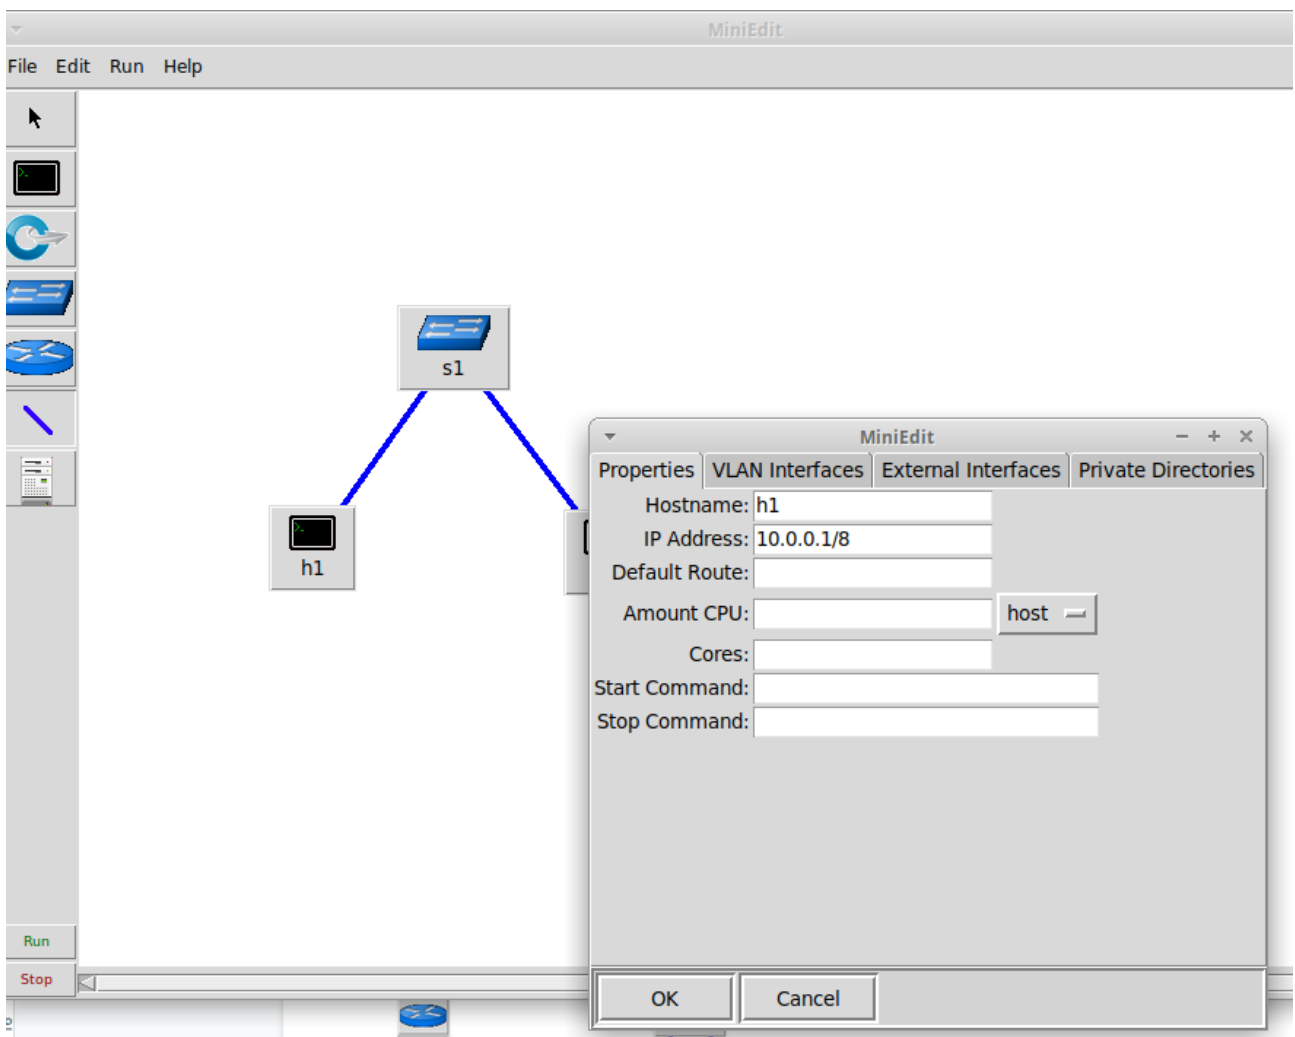 MiniEdit
File Edit Run Help
s1
h1
MiniEdit
Properties VLAN Interfaces External Interfaces Private Directories
Hostname: h1
IP Address: 10.0.0.1/8
Default Route:
Amount CPU: host
Cores:
Start Command:
Stop Command:
Run
Stop
OK Cancel